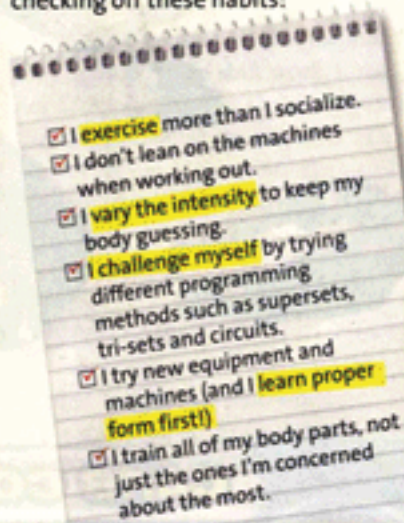 checking off these habits:
I exercise more than I socialize.
I don't lean on the machines
when working out.
I vary the intensity to keep my
body guessing.
I challenge myself by trying
different programming
methods such as supersets,
tri-sets and circuits.
I try new equipment and
machines (and I learn proper
form first!)
I train all of my body parts, not
just the ones I'm concerned
about the most.